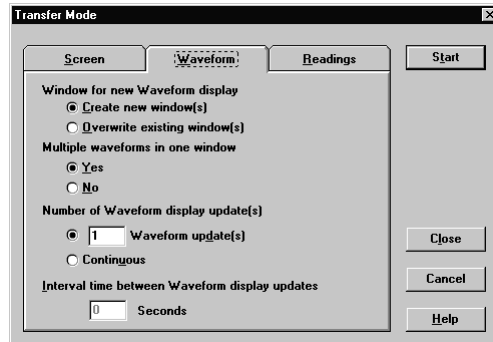 Transfer Mode
Screen Waveform Readings Start
Window for new Waveform display
Create new window(s)
Overwrite existing window(s)
Multiple waveforms in one window
Yes
No
Number of Waveform display update(s)
1 Waveform update(s)
Continuous
Close
Interval time between Waveform display updates
Cancel
0 Seconds
Help